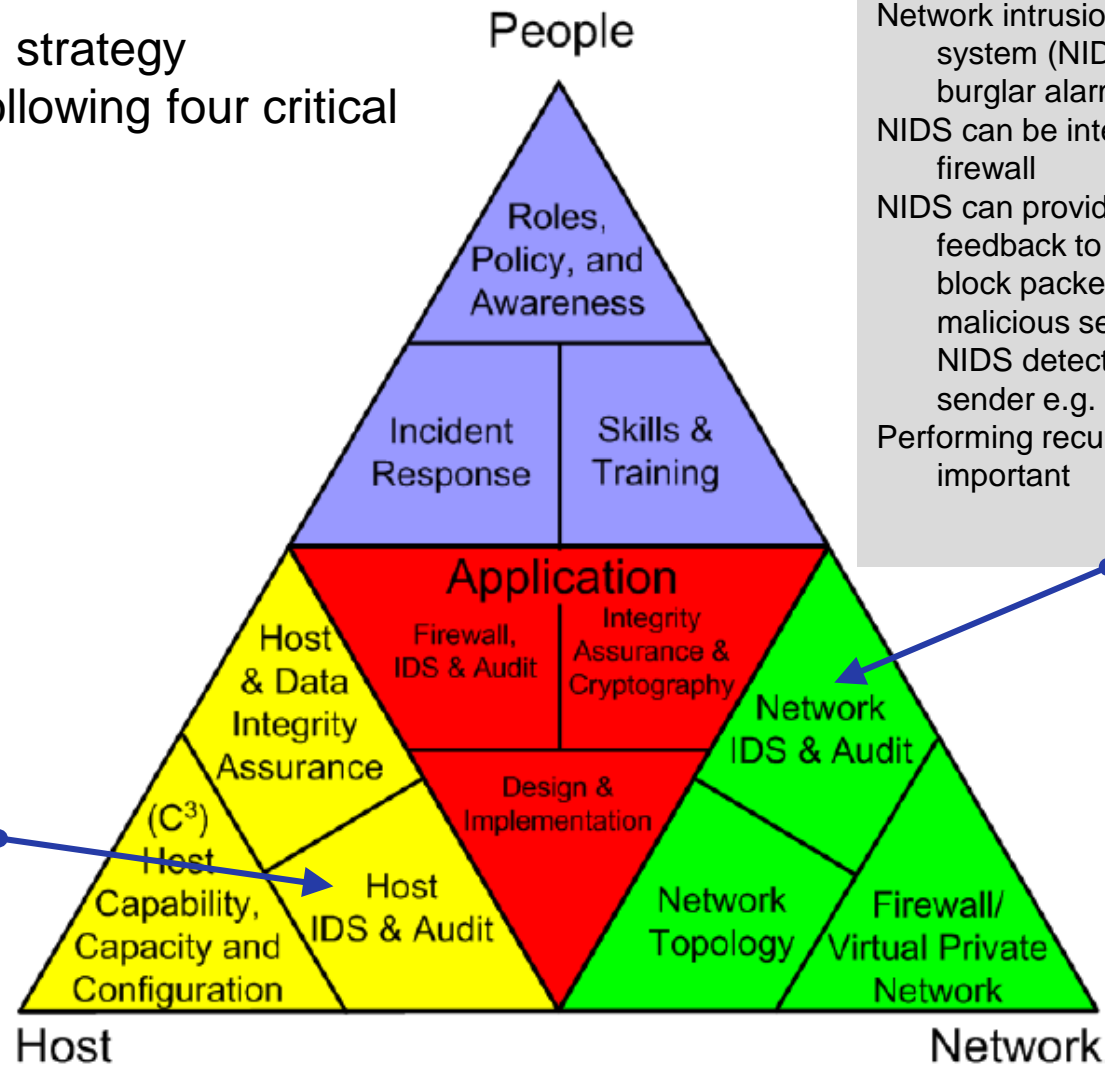 strategy
ollowing four critical
People
Network intrusio
system (NID
burglar alarr
NIDS can be inte
firewall
NIDS can provid
feedback to
block packe
malicious se
NIDS detect
sender e.g.
Performing recu
important
Roles,
Policy, and
Awareness
Incident
Response
Skills &
Training
Application
Firewall,
IDS & Audit
Integrity
Assurance &
Cryptography
Design &
Implementation
Host
& Data
Integrity
Assurance
(C³)
Host
Capability,
Capacity and
Configuration
Host
IDS & Audit
Network
IDS & Audit
Network
Topology
Firewall/
Virtual Private
Network
Host
Network